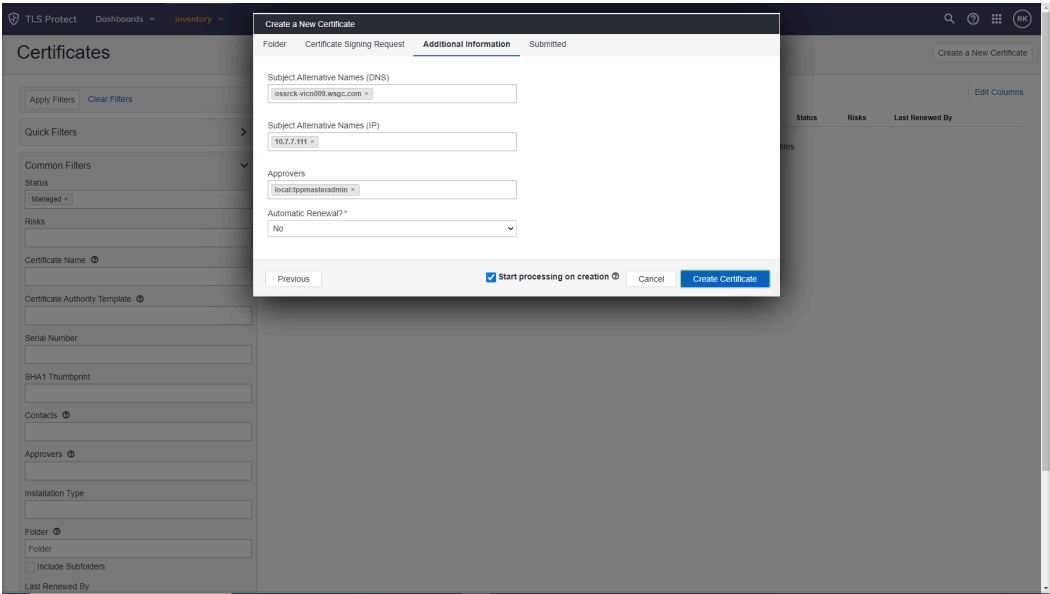 TLS Protect Dashboards Inventory RK
Certificates
Create a New Certificate
Create a New Certificate
Folder Certificate Signing Request Additional Information Submitted
Subject Alternative Names (DNS)
ossrck-vicn009.wsgc.com ×
Subject Alternative Names (IP)
10.7.7.111 ×
Approvers
local:tppmasteradmin ×
Automatic Renewal? *
No
Previous
Start processing on creation
Cancel
Create Certificate
Apply Filters Clear Filters
Edit Columns
Status Risks Last Renewed By
Quick Filters
Common Filters
Status
Managed ×
Risks
Certificate Name
Certificate Authority Template
Serial Number
SHA1 Thumbprint
Contacts
Approvers
Installation Type
Folder
Folder
Include Subfolders
Last Renewed By